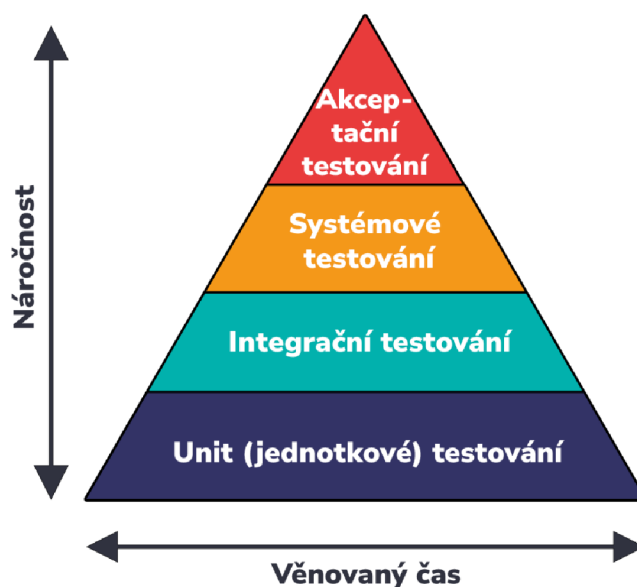 Akcep-
tační
testování
Systémové
testování
Integrační testování
Unit (jednotkové) testování
Náročnost
Věnovaný čas